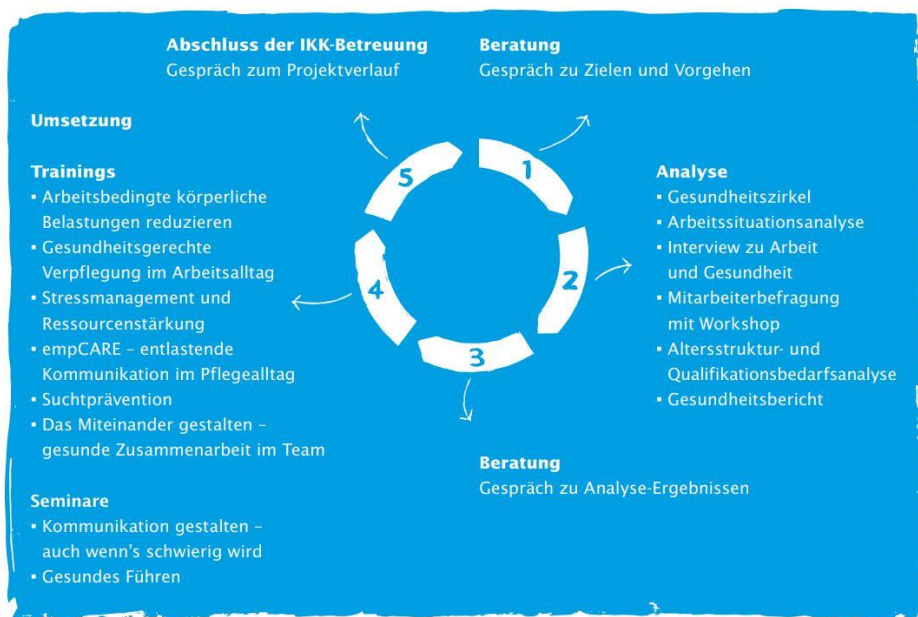 Abschluss der IKK-Betreuung
Gespräch zum Projektverlauf
Beratung
Gespräch zu Zielen und Vorgehen
Umsetzung
Trainings
▪ Arbeitsbedingte körperliche
Belastungen reduzieren
▪ Gesundheitsgerechte
Verpflegung im Arbeitsalltag
▪ Stressmanagement und
Ressourcenstärkung
▪ empCARE – entlastende
Kommunikation im Pflegealltag
▪ Suchtprävention
▪ Das Miteinander gestalten –
gesunde Zusammenarbeit im Team
Seminare
▪ Kommunikation gestalten –
auch wenn's schwierig wird
▪ Gesundes Führen
5
1
4
2
3
Analyse
▪ Gesundheitszirkel
▪ Arbeitssituationsanalyse
▪ Interview zu Arbeit
und Gesundheit
▪ Mitarbeiterbefragung
mit Workshop
▪ Altersstruktur- und
Qualifikationsbedarfsanalyse
▪ Gesundheitsbericht
Beratung
Gespräch zu Analyse-Ergebnissen